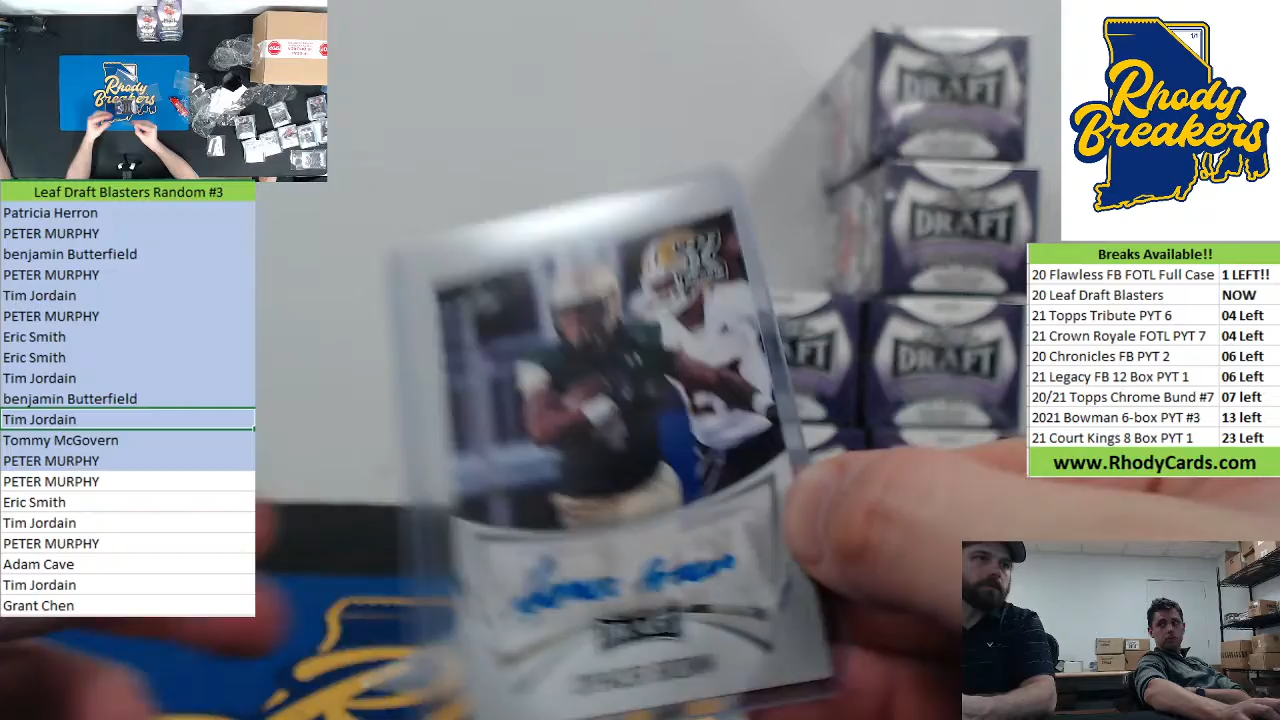 Leaf Draft Blasters Random #3
Patricia Herron
PETER MURPHY
benjamin Butterfield
PETER MURPHY
Tim Jordain
PETER MURPHY
Eric Smith
Eric Smith
Tim Jordain
benjamin Butterfield
Tim Jordain
Tommy McGovern
PETER MURPHY
PETER MURPHY
Eric Smith
Tim Jordain
PETER MURPHY
Adam Cave
Tim Jordain
Grant Chen
Rhody
Breakers
DRAFT
DRAFT
DRAFT
Rhody
Breakers
Breaks Available!!
20 Flawless FB FOTL Full Case 1 LEFT!!
20 Leaf Draft Blasters NOW
21 Topps Tribute PYT 6 04 Left
21 Crown Royale FOTL PYT 7 04 Left
20 Chronicles FB PYT 2 06 Left
21 Legacy FB 12 Box PYT 1 06 Left
20/21 Topps Chrome Bund #7 07 left
2021 Bowman 6-box PYT #3 13 left
21 Court Kings 8 Box PYT 1 23 Left
www.RhodyCards.com